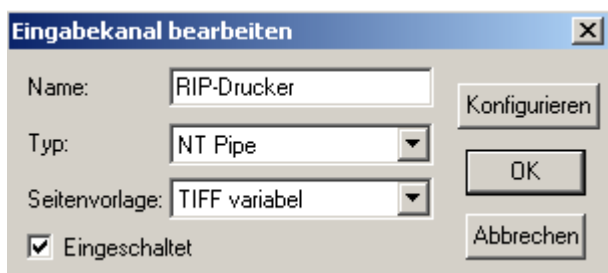 Eingabekanal bearbeiten
Name: RIP-Drucker
Konfigurieren
Typ: NT Pipe
OK
Seitenvorlage: TIFF variabel
Eingeschaltet
Abbrechen